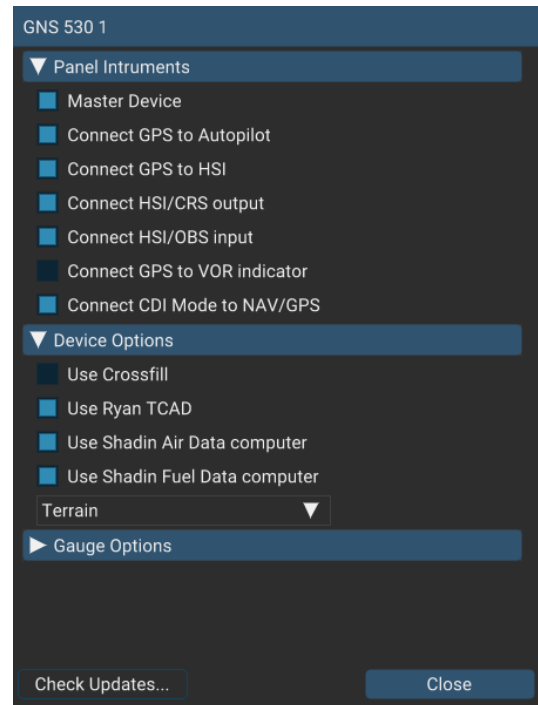 GNS 530 1
Panel Intruments
Master Device
Connect GPS to Autopilot
Connect GPS to HSI
Connect HSI/CRS output
Connect HSI/OBS input
Connect GPS to VOR indicator
Connect CDI Mode to NAV/GPS
Device Options
Use Crossfill
Use Ryan TCAD
Use Shadin Air Data computer
Use Shadin Fuel Data computer
Terrain
Gauge Options
Check Updates...
Close